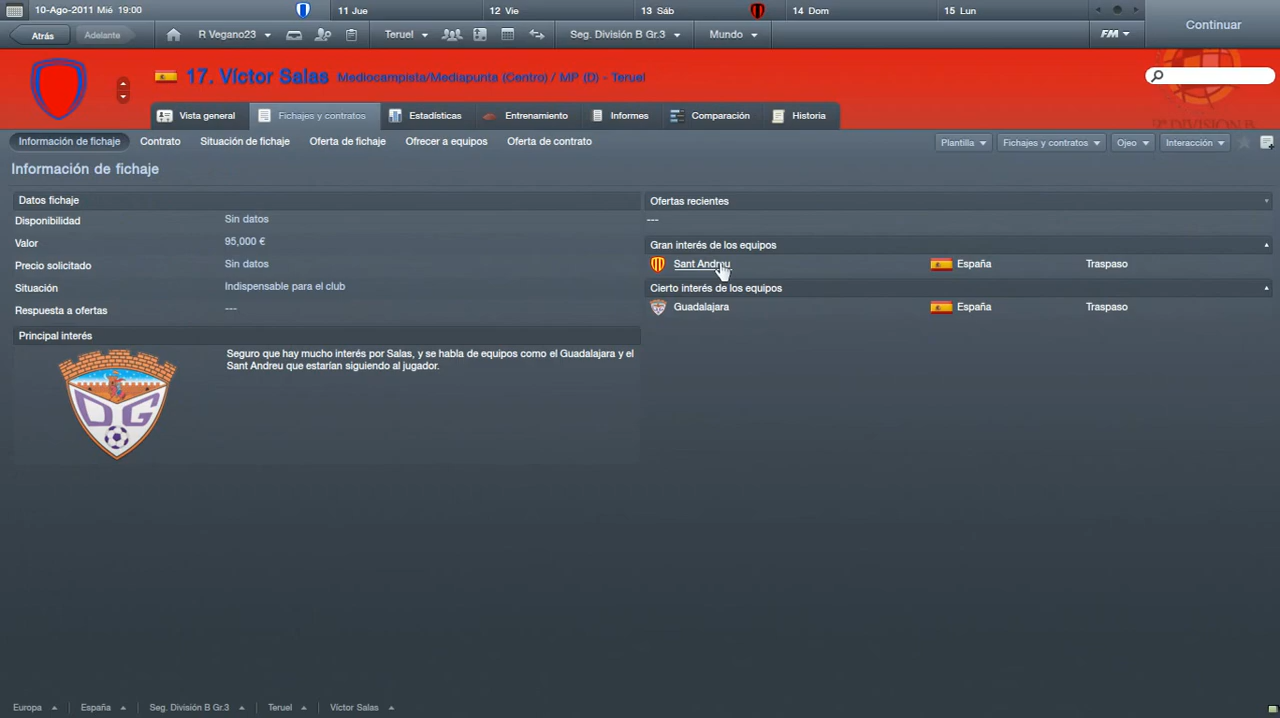 10-Ago-2011 Mié 19:00
11 Jue
12 Vie
13 Sáb
14 Dom
15 Lun
Continuar
Atrás
Adelante
R Vegano23
Teruel
Seg. División B Gr.3
Mundo
FM
17. Víctor Salas Mediocampista/Mediapunta (Centro) / MP (D) - Teruel
Vista general
Fichajes y contratos
Estadísticas
Entrenamiento
Informes
Comparación
Historia
Información de fichaje
Contrato
Situación de fichaje
Oferta de fichaje
Ofrecer a equipos
Oferta de contrato
Plantilla
Fichajes y contratos
Ojeo
Interacción
Información de fichaje
Datos fichaje
Disponibilidad Sin datos
Valor 95,000 €
Precio solicitado Sin datos
Situación Indispensable para el club
Respuesta a ofertas ---
Principal interés
Seguro que hay mucho interés por Salas, y se habla de equipos como el Guadalajara y el
Sant Andreu que estarían siguiendo al jugador.
DG
Ofertas recientes
---
Gran interés de los equipos
Sant Andreu España Traspaso
Cierto interés de los equipos
Guadalajara España Traspaso
Europa
España
Seg. División B Gr.3
Teruel
Víctor Salas